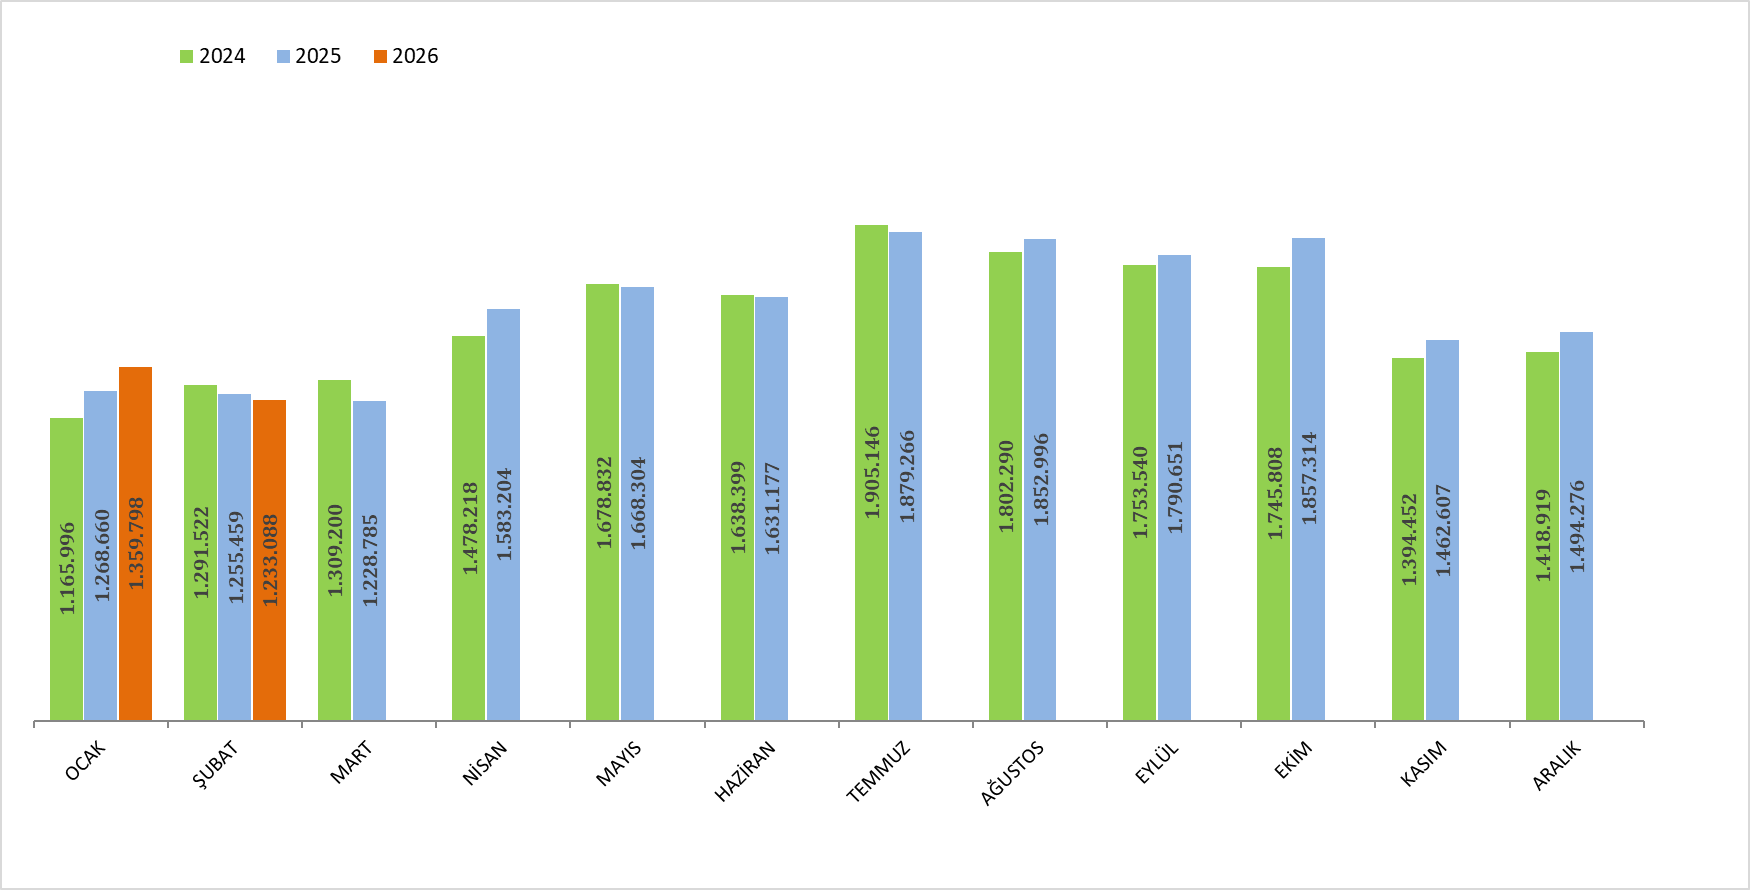 2024 2025 2026
1.165.996
1.268.660
1.359.798
1.291.522
1.255.459
1.233.088
1.309.200
1.228.785
1.478.218
1.583.204
1.678.832
1.668.304
1.638.399
1.631.177
1.905.146
1.879.266
1.802.290
1.852.996
1.753.540
1.790.651
1.745.808
1.857.314
1.394.452
1.462.607
1.418.919
1.494.276
OCAK
ŞUBAT
MART
NİSAN
MAYIS
HAZİRAN
TEMMUZ
AĞUSTOS
EYLÜL
EKİM
KASIM
ARALIK